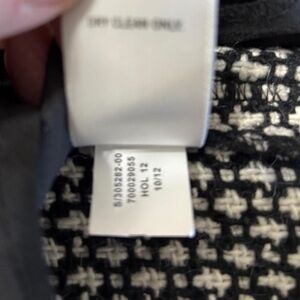 DRY CLEAN ONLY
S/305282-00
700029055
HOL 12
10/12